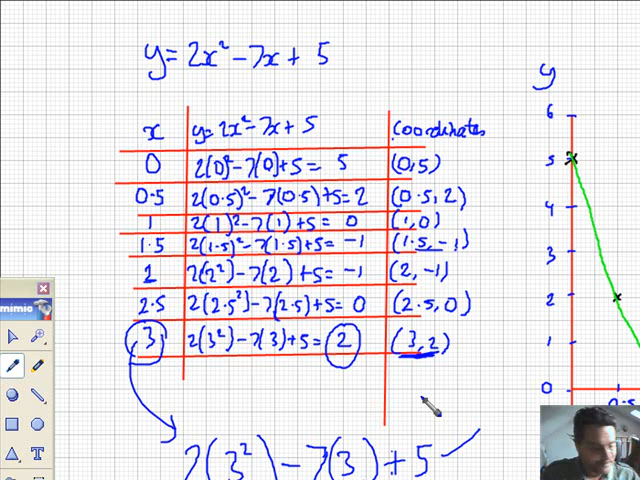 y = 2x² - 7x + 5
x y = 2x² - 7x + 5 coordinates
0 2(0)² - 7(0) + 5 = 5 (0,5)
0.5 2(0.5)² - 7(0.5) + 5 = 2 (0.5, 2)
1 2(1)² - 7(1) + 5 = 0 (1, 0)
1.5 2(1.5)² - 7(1.5) + 5 = -1 (1.5, -1)
2 2(2²) - 7(2) + 5 = -1 (2, -1)
2.5 2(2.5²) - 7(2.5) + 5 = 0 (2.5, 0)
3 2(3²) - 7(3) + 5 = 2 (3, 2)
2(3²) - 7(3) + 5 ✓
y
6
5
4
3
2
1
0
mimio